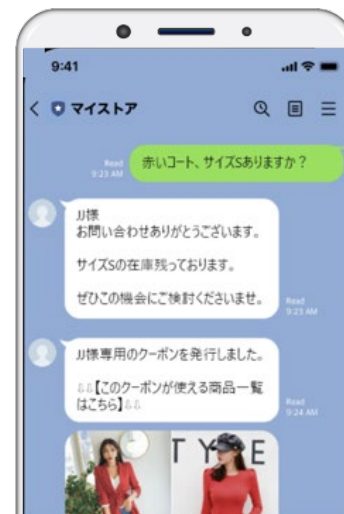 9:41
マイストア
赤いコート、サイズSありますか？
Read
9:23 AM
JJ様
お問い合わせありがとうございます。
サイズSの在庫残っております。
ぜひこの機会にご検討くださいませ。
Read
9:23 AM
JJ様専用のクーポンを発行しました。
⇩⇩【このクーポンが使える商品一覧
はこちら】⇩⇩
Read
9:24 AM
TYLE